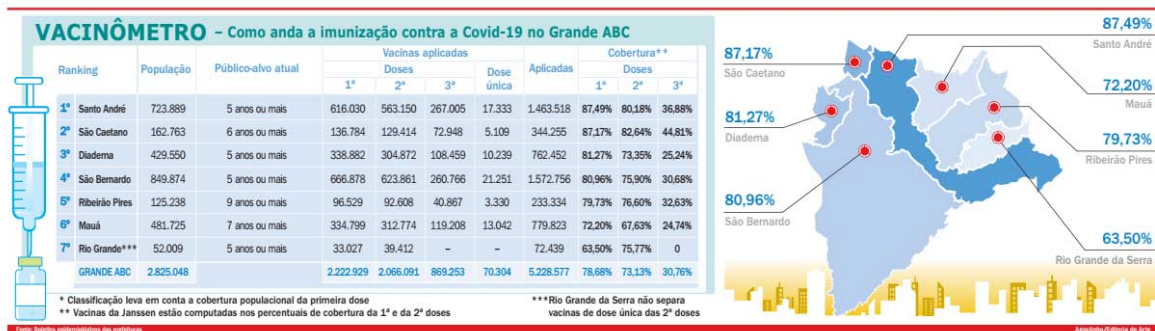 VACINÔMETRO – Como anda a imunização contra a Covid-19 no Grande ABC
Ranking População Público-alvo atual Vacinas aplicadas Aplicadas Cobertura**
Doses Dose única Doses
1ª 2ª 3ª 1ª 2ª 3ª
1º Santo André 723.889 5 anos ou mais 616.030 563.150 267.005 17.333 1.463.518 87,49% 80,18% 36,88%
2º São Caetano 162.763 6 anos ou mais 136.784 129.414 72.948 5.109 344.255 87,17% 82,64% 44,81%
3º Diadema 429.550 5 anos ou mais 338.882 304.872 108.459 10.239 762.452 81,27% 73,35% 25,24%
4º São Bernardo 849.874 5 anos ou mais 666.878 623.861 260.766 21.251 1.572.756 80,96% 75,90% 30,68%
5º Ribeirão Pires 125.238 9 anos ou mais 96.529 92.608 40.867 3.330 233.334 79,73% 76,60% 32,63%
6º Mauá 481.725 7 anos ou mais 334.799 312.774 119.208 13.042 779.823 72,20% 67,63% 24,74%
7º Rio Grande*** 52.009 5 anos ou mais 33.027 39.412 – – 72.439 63,50% 75,77% 0
GRANDE ABC 2.825.048 2.222.929 2.066.091 869.253 70.304 5.228.577 78,68% 73,13% 30,76%
* Classificação leva em conta a cobertura populacional da primeira dose
** Vacinas da Janssen estão computadas nos percentuais de cobertura da 1ª e da 2ª doses
***Rio Grande da Serra não separa
vacinas de dose única das 2ª doses
87,49%
Santo André
87,17%
São Caetano
72,20%
Mauá
81,27%
Diadema
79,73%
Ribeirão Pires
80,96%
São Bernardo
63,50%
Rio Grande da Serra
Fonte: Boletins epidemiológicos das prefeituras
Agostinho/Editoria de Arte